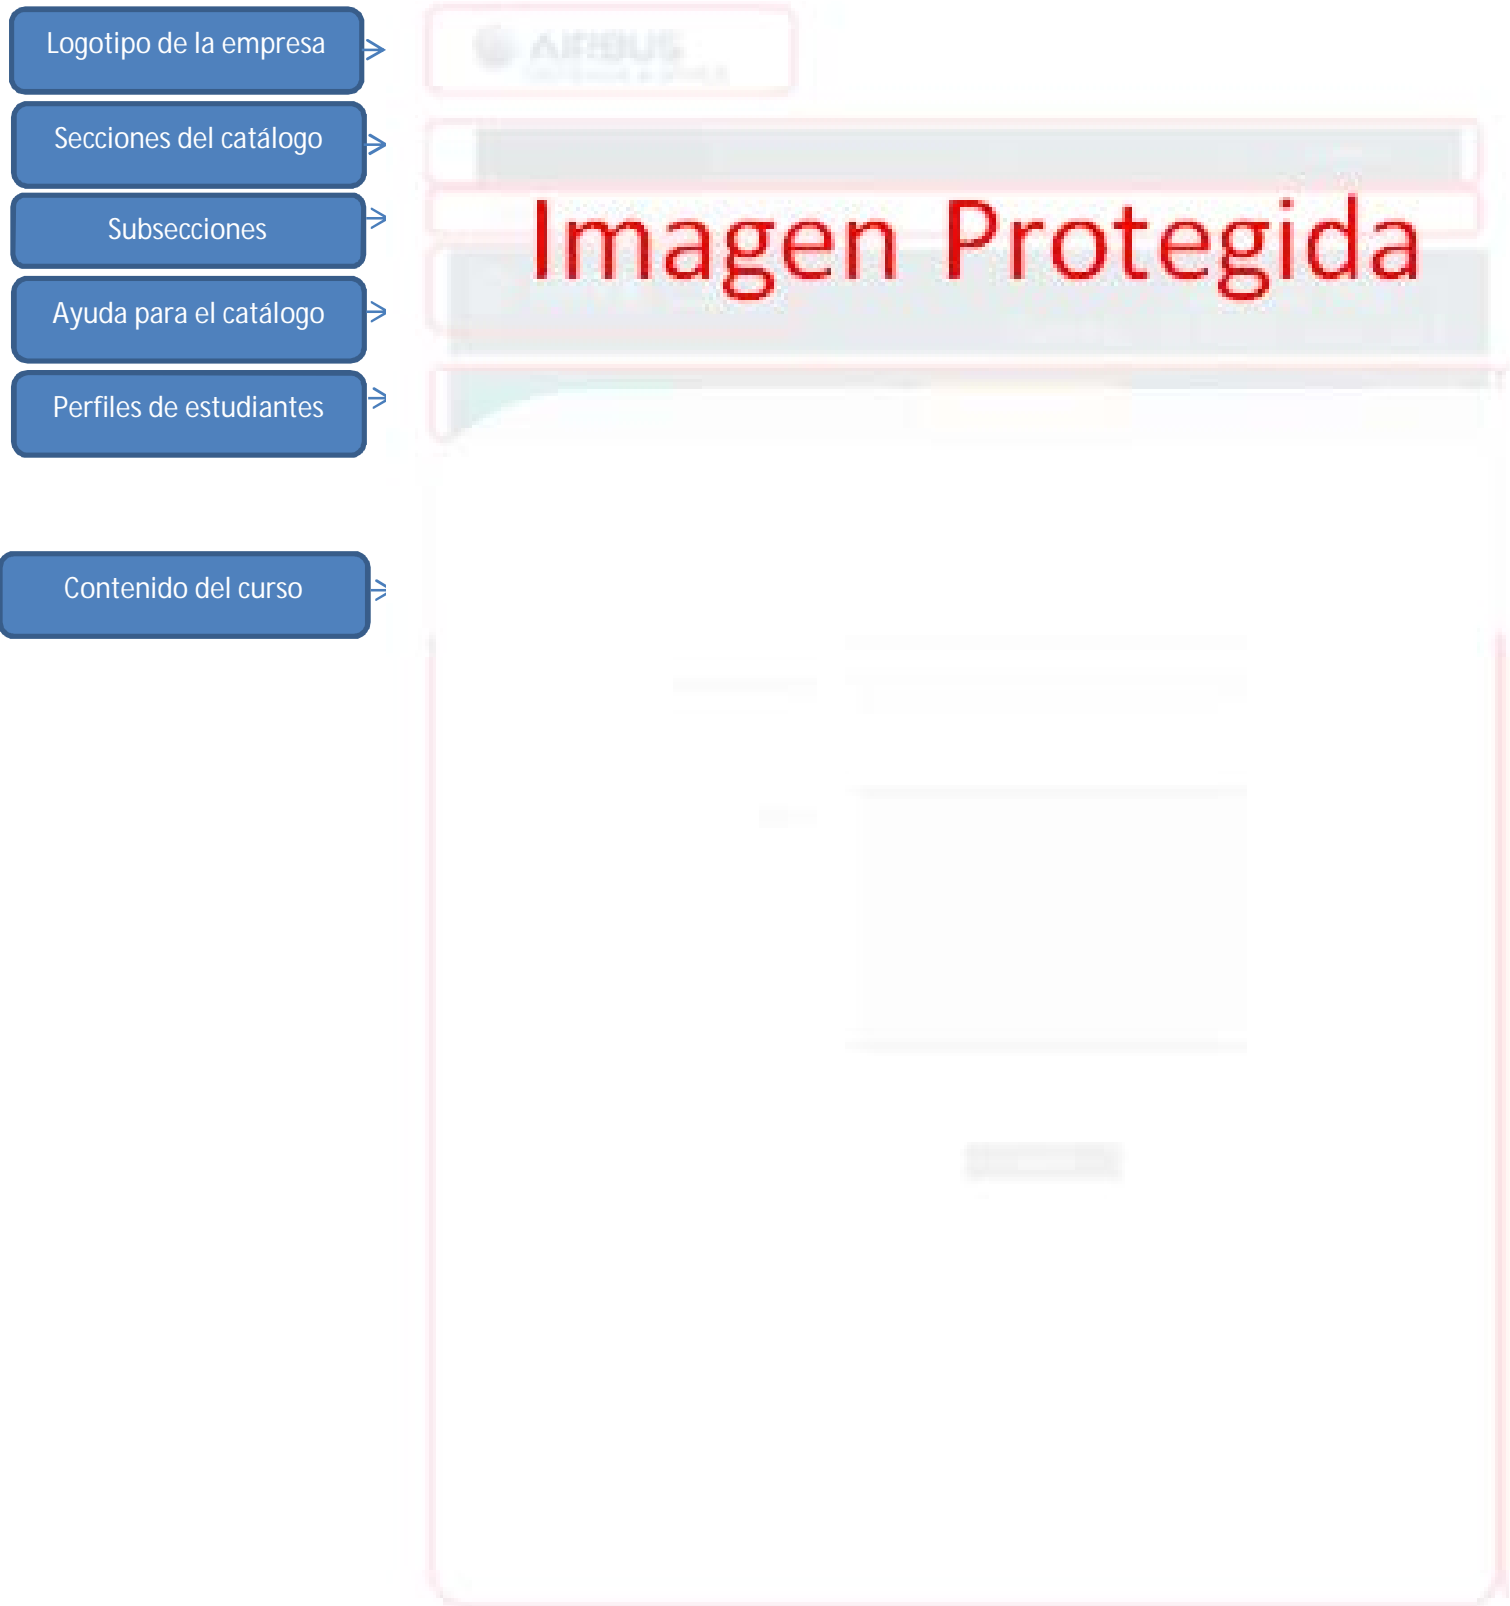 Logotipo de la empresa
AIRBUS
Secciones del catálogo
Subsecciones
Imagen Protegida
Ayuda para el catálogo
Perfiles de estudiantes
Contenido del curso